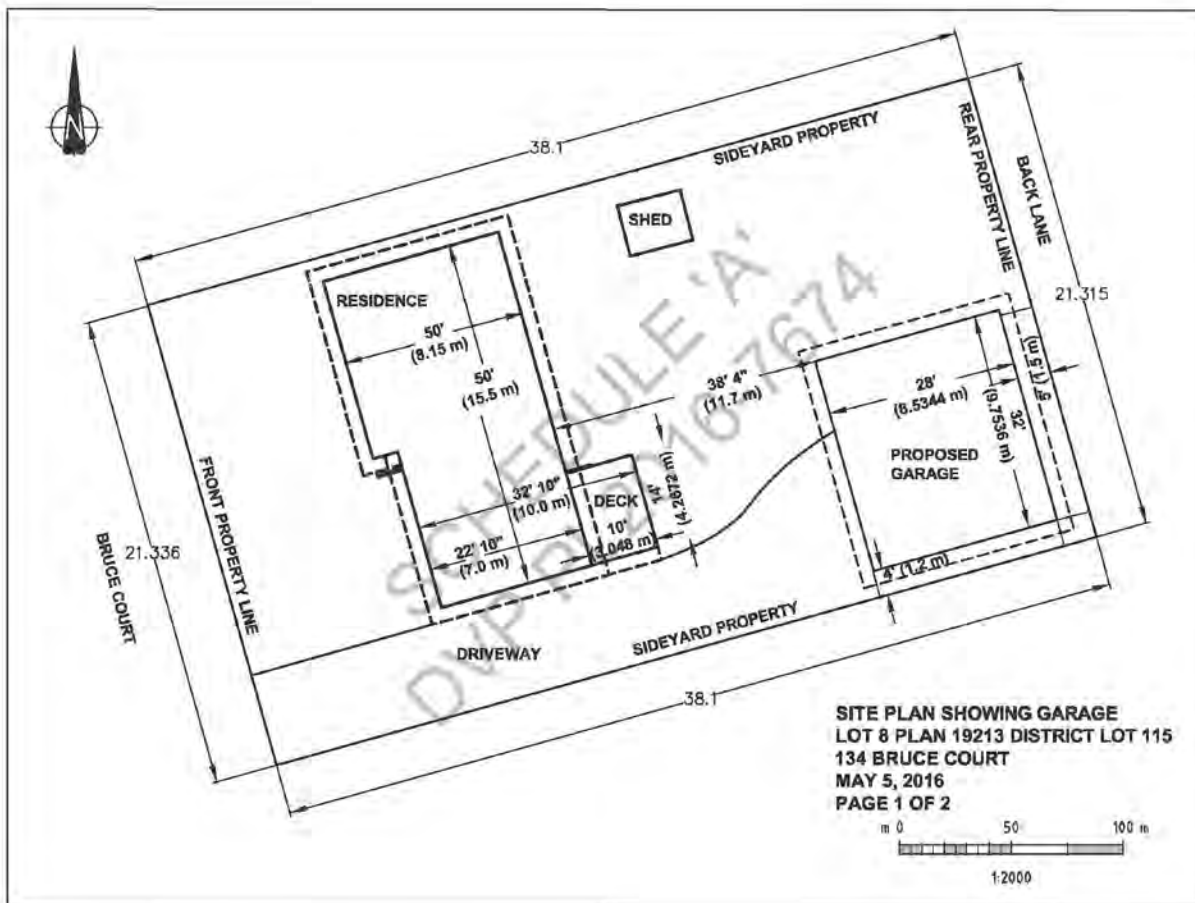 N
38.1
SIDEYARD PROPERTY
REAR PROPERTY LINE
BACK LANE
SHED
RESIDENCE
21.315
50'
(8.15 m)
50'
(15.5 m)
38' 4"
(11.7 m)
28'
(8.5344 m)
5' (1.5 m)
32'
(9.7536 m)
PROPOSED
GARAGE
FRONT PROPERTY LINE
BRUCE COURT
21.336
32' 10"
(10.0 m)
DECK
14'
(4.2672 m)
10'
(3.048 m)
22' 10"
(7.0 m)
4' (1.2 m)
DRIVEWAY
SIDEYARD PROPERTY
38.1
SCHEDULE 'A'
DVP PL2016-7674
SITE PLAN SHOWING GARAGE
LOT 8 PLAN 19213 DISTRICT LOT 115
134 BRUCE COURT
MAY 5, 2016
PAGE 1 OF 2
m 0 50 100 m
1:2000